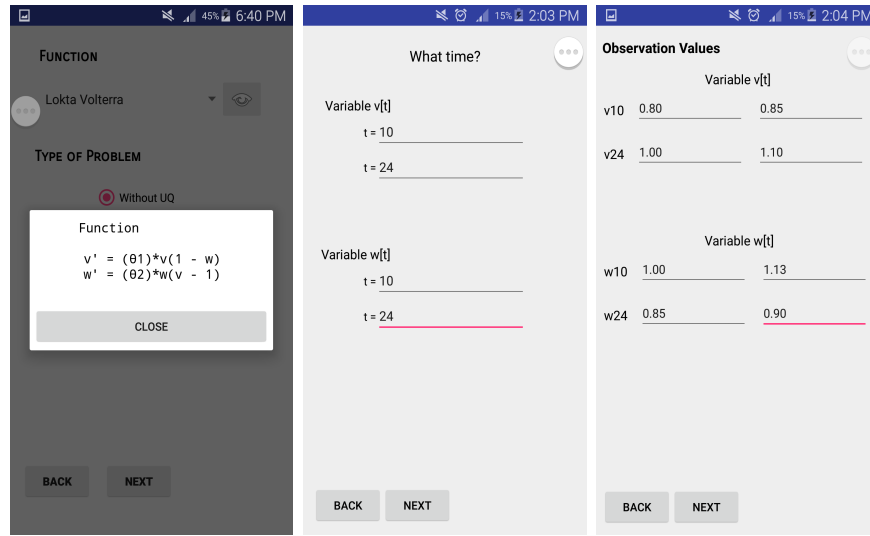 45% 6:40 PM
FUNCTION
Lokta Volterra
TYPE OF PROBLEM
Without UQ
Function
v' = (θ1)*v(1 - w)
w' = (θ2)*w(v - 1)
CLOSE
BACK NEXT
15% 2:03 PM
What time?
Variable v[t]
t = 10
t = 24
Variable w[t]
t = 10
t = 24
BACK NEXT
15% 2:04 PM
Observation Values
Variable v[t]
v10 0.80 0.85
v24 1.00 1.10
Variable w[t]
w10 1.00 1.13
w24 0.85 0.90
BACK NEXT